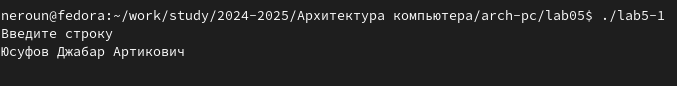 neroun@fedora:~/work/study/2024-2025/Архитектура компьютера/arch-pc/lab05$ ./lab5-1
Введите строку
Юсуфов Джабар Артикович